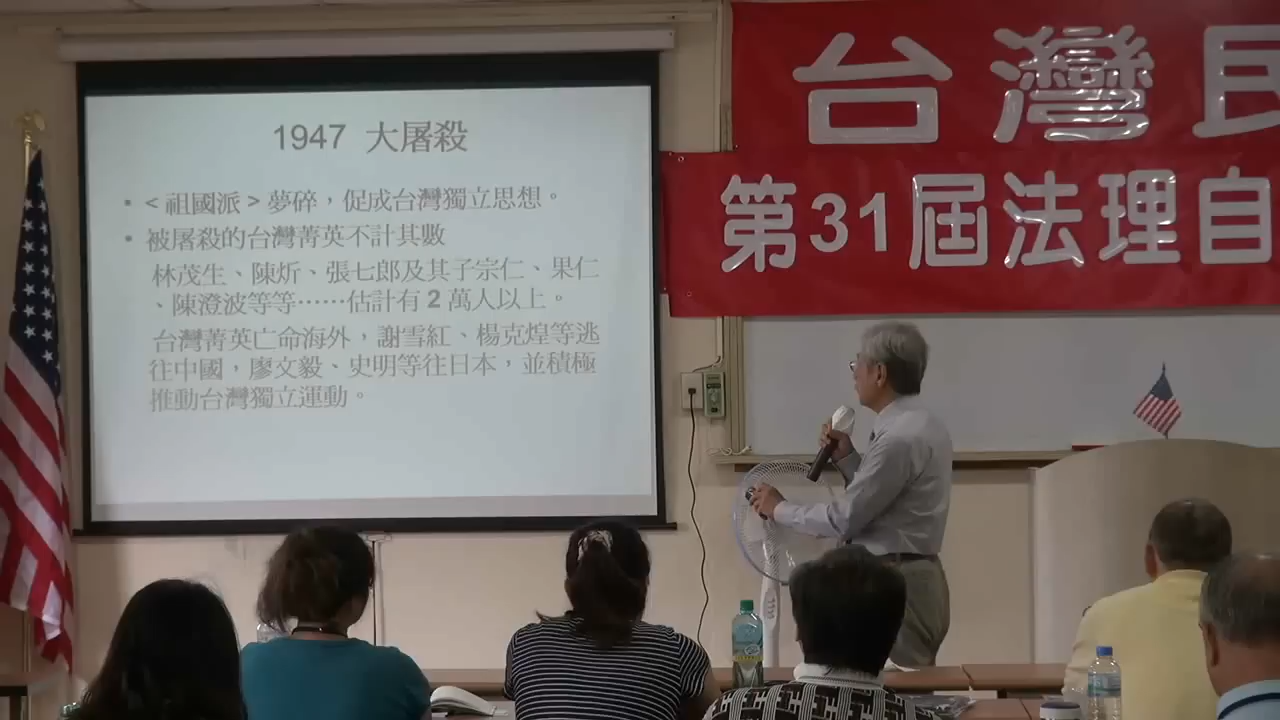 1947 大屠殺
• < 祖國派 > 夢碎，促成台灣獨立思想。
• 被屠殺的台灣菁英不計其數
林茂生、陳炘、張七郎及其子宗仁、果仁
、陳澄波等等……估計有 2 萬人以上。
台灣菁英亡命海外，謝雪紅、楊克煌等逃
往中國，廖文毅、史明等往日本，並積極
推動台灣獨立運動。
台灣民
第31屆法理自